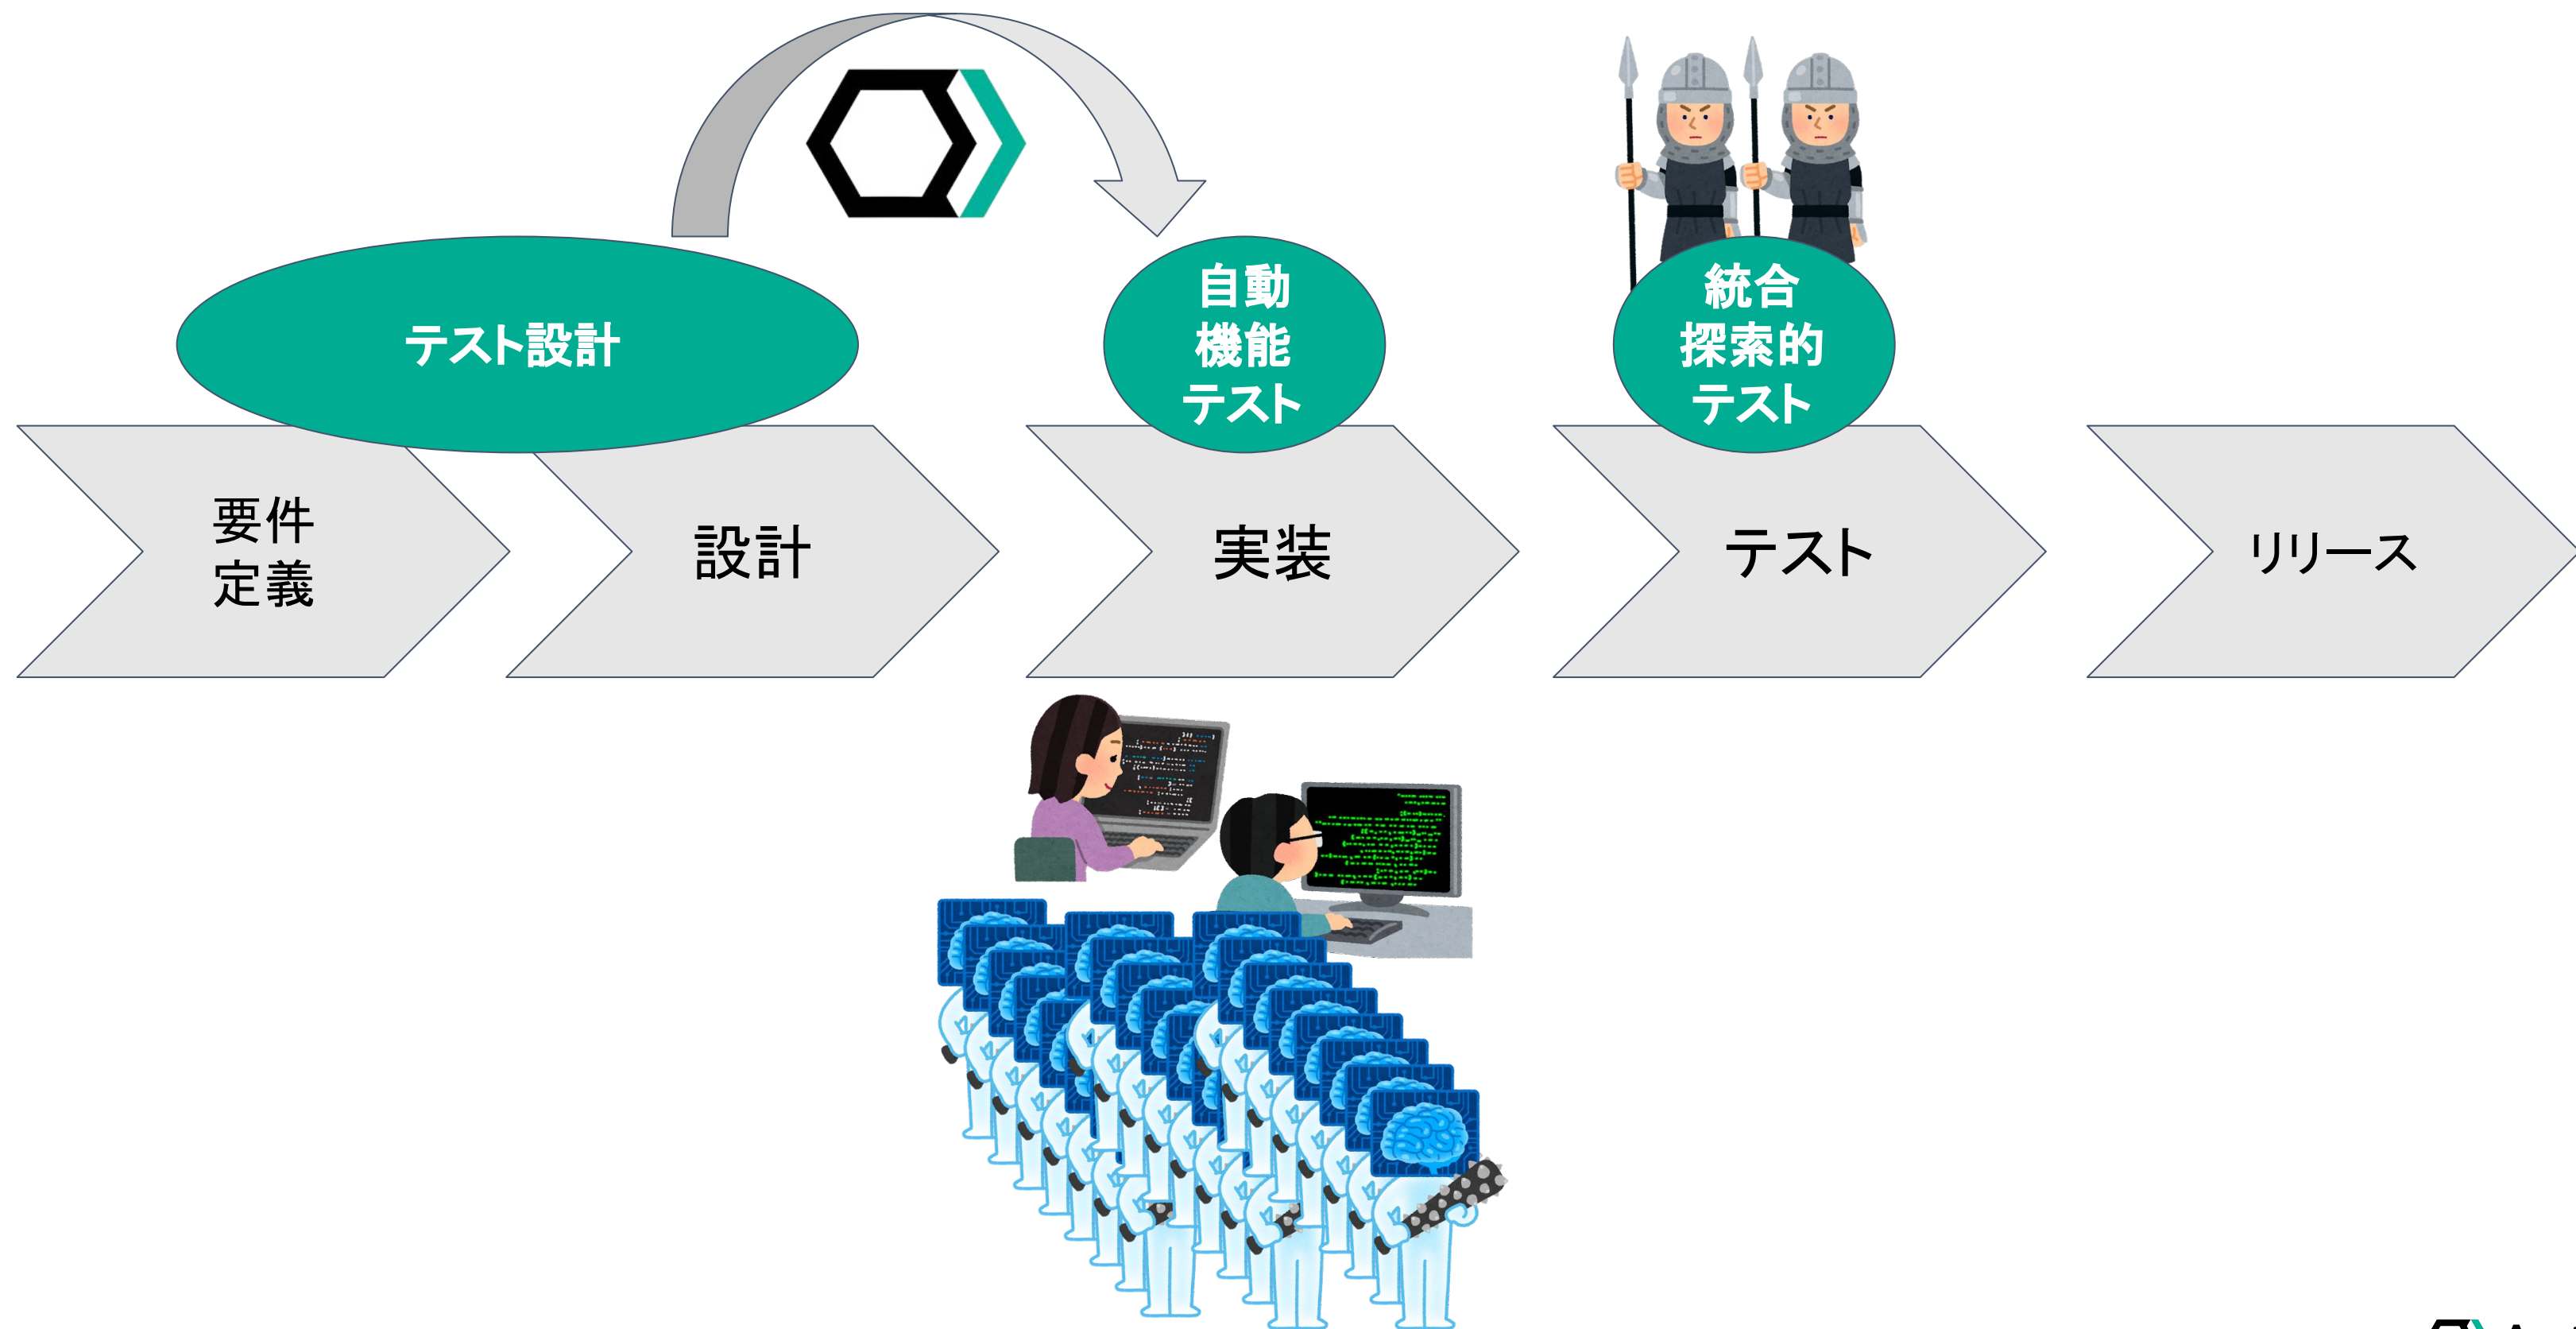 テスト設計
自動
機能
テスト
統合
探索的
テスト
要件
定義
設計
実装
テスト
リリース